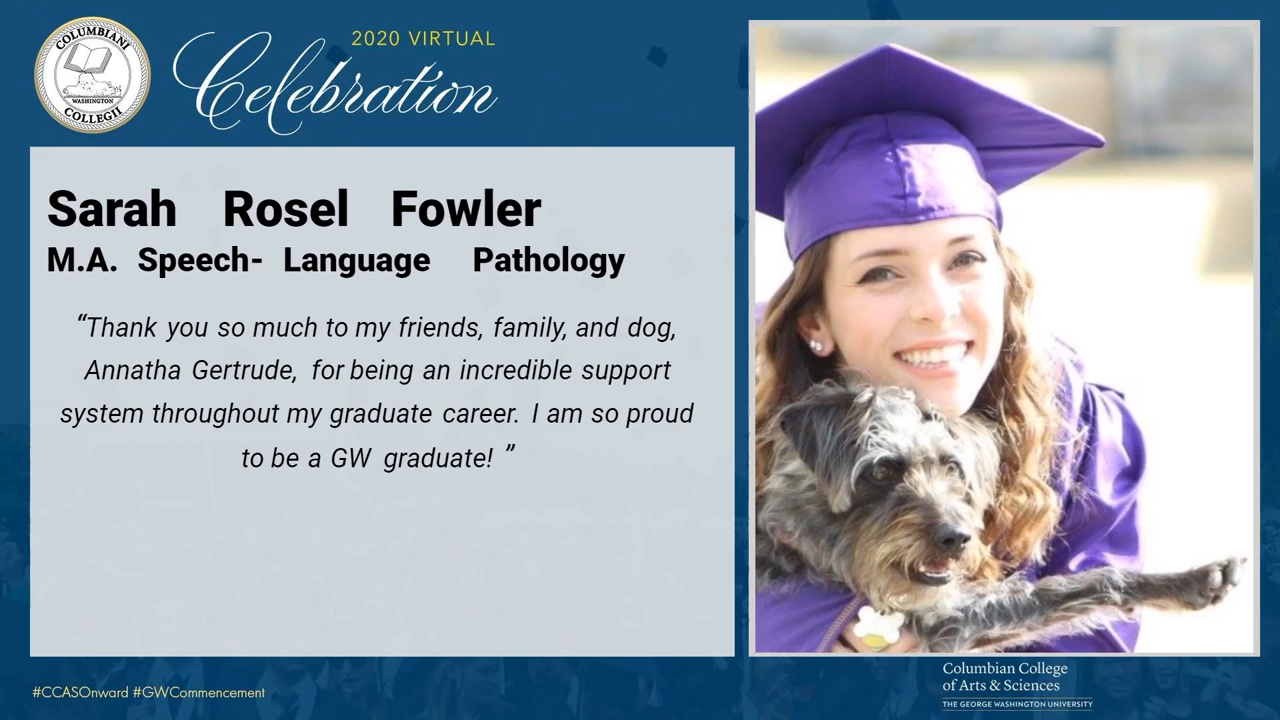 COLUMBIANI
WASHINGTON
COLLEGII
2020 VIRTUAL
Celebration
Sarah Rosel Fowler
M.A. Speech- Language Pathology
“Thank you so much to my friends, family, and dog,
Annatha Gertrude, for being an incredible support
system throughout my graduate career. I am so proud
to be a GW graduate! ”
#CCASOnward #GWCommencement
Columbian College
of Arts & Sciences
THE GEORGE WASHINGTON UNIVERSITY